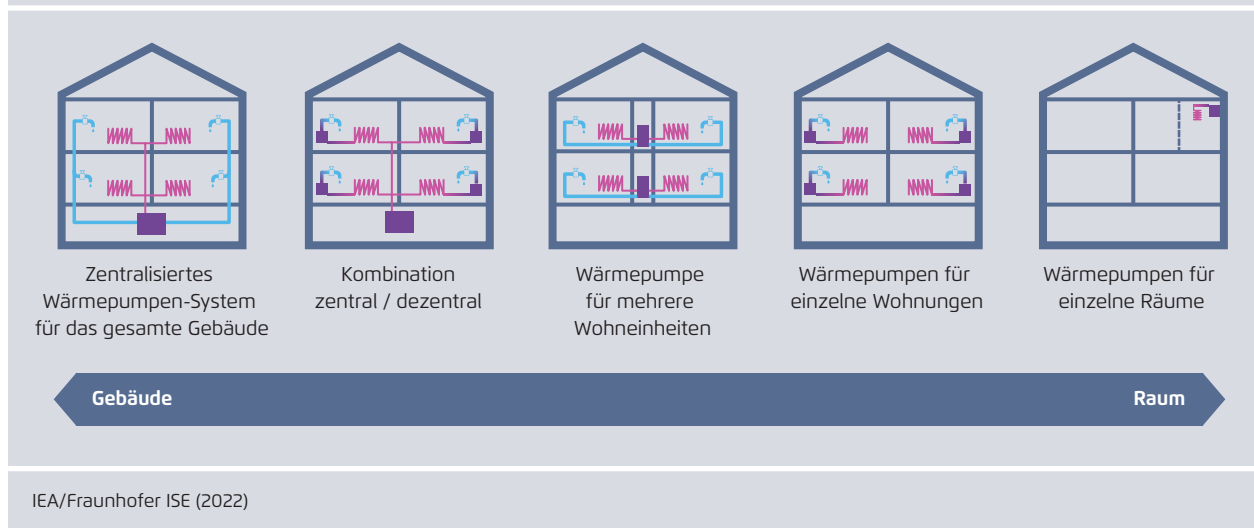 Zentralisiertes
Wärmepumpen-System
für das gesamte Gebäude
Kombination
zentral / dezentral
Wärmepumpe
für mehrere
Wohneinheiten
Wärmepumpen für
einzelne Wohnungen
Wärmepumpen für
einzelne Räume
Gebäude
Raum
IEA/Fraunhofer ISE (2022)